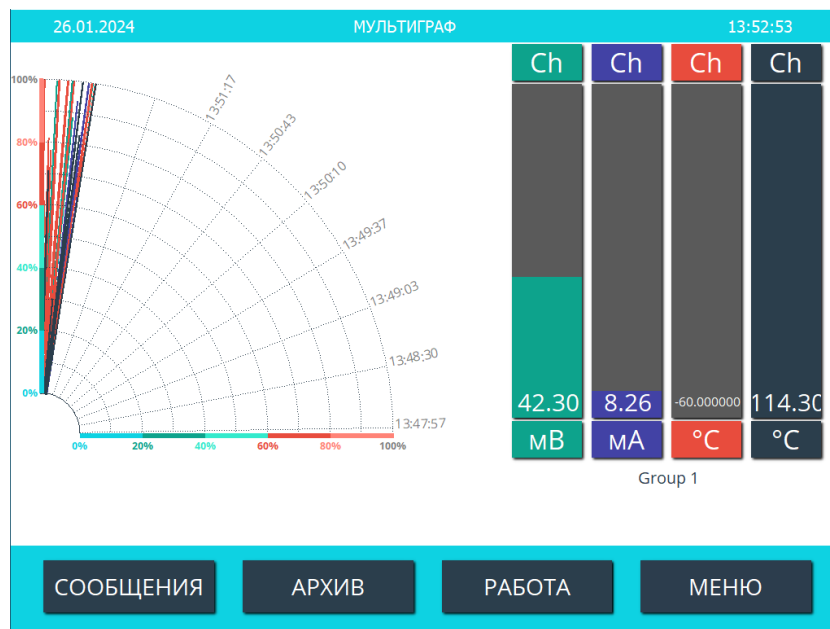 26.01.2024 МУЛЬТИГРАФ 13:52:53
Ch Ch Ch Ch
100%
80%
60%
40%
20%
0%
13:51:17
13:50:43
13:50:10
13:49:37
13:49:03
13:48:30
13:47:57
0% 20% 40% 60% 80% 100%
42.30 8.26 -60.000000 114.30
мВ мА °C °C
Group 1
СООБЩЕНИЯ АРХИВ РАБОТА МЕНЮ